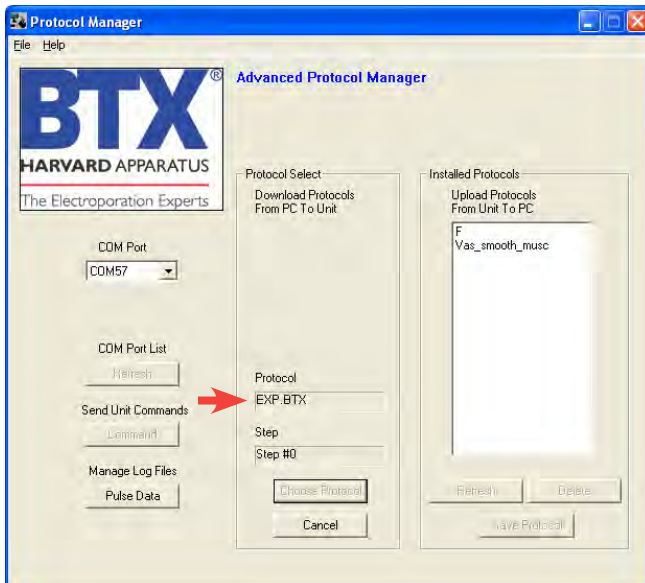 Protocol Manager
File Help
BTX®
HARVARD APPARATUS
The Electroporation Experts
Advanced Protocol Manager
COM Port
COM57
COM Port List
Refresh
Send Unit Commands
Command
Manage Log Files
Pulse Data
Protocol Select
Download Protocols
From PC To Unit
Protocol
EXP.BTX
Step
Step #0
Choose Protocol
Cancel
Installed Protocols
Upload Protocols
From Unit To PC
F
Vas_smooth_musc
Refresh
Delete
Save Protocol